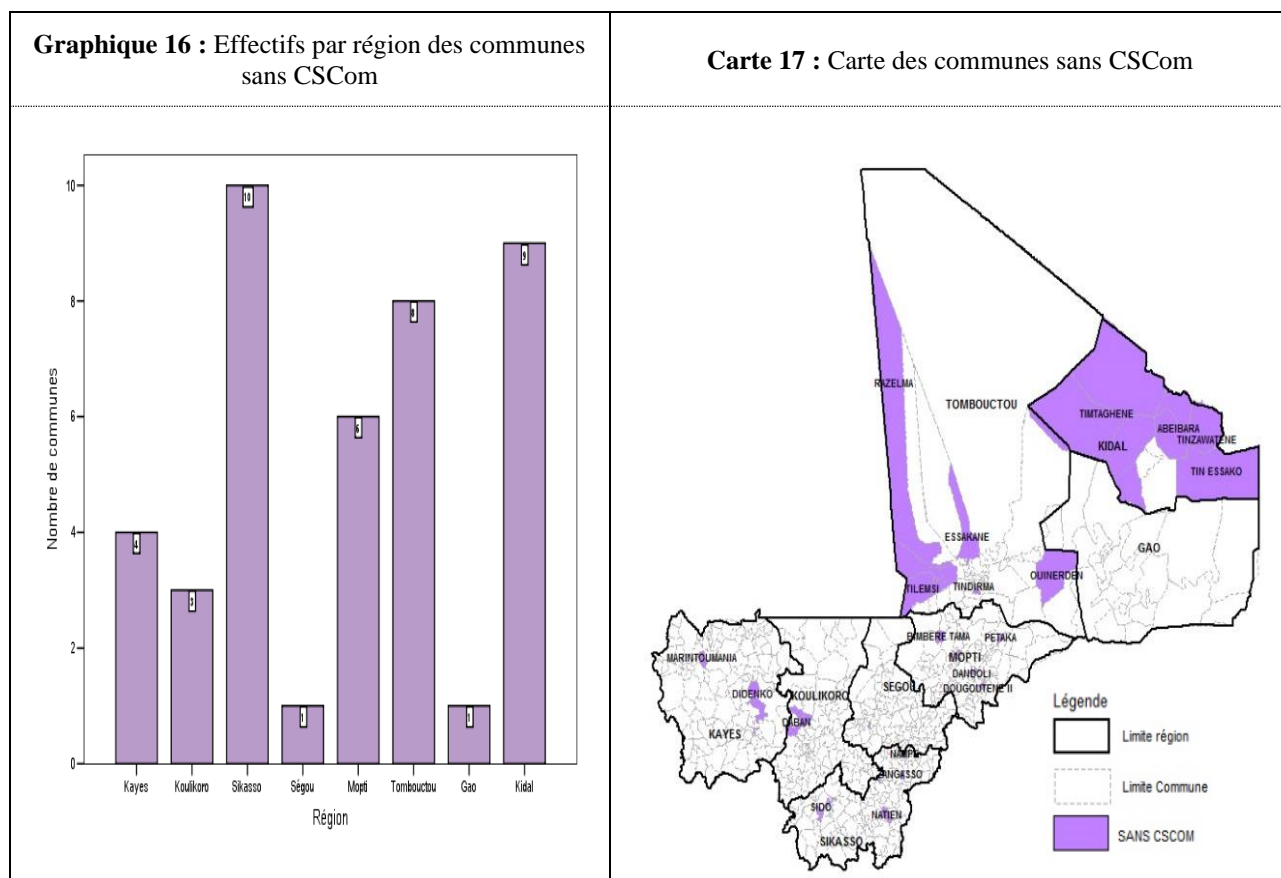 Graphique 16 : Effectifs par région des communes
sans CSCom
Carte 17 : Carte des communes sans CSCom
Nombre de communes
10
8
6
4
2
0
4
3
10
1
6
8
1
9
Kayes
Koulikoro
Sikasso
Ségou
Mopti
Tombouctou
Gao
Kidal
Région
RAZELMA
TOMBOUCTOU
TIMTAGHENE
ABEIBARA
KIDAL
TINZAWATENE
TIN ESSAKO
ESSAKANE
GAO
OUINERDEN
TILEMSI
TINDIRMA
BIMBERE TAMA
PETAKA
MARINTOUMANIA
MOPTI
DANDOLI
DIDENKO
KOULIKORO
SEGOU
DOUGOUTENE II
DABAN
KAYES
SIDO
NATIEN
SIKASSO
Légende
Limite région
Limite Commune
SANS CSCOM